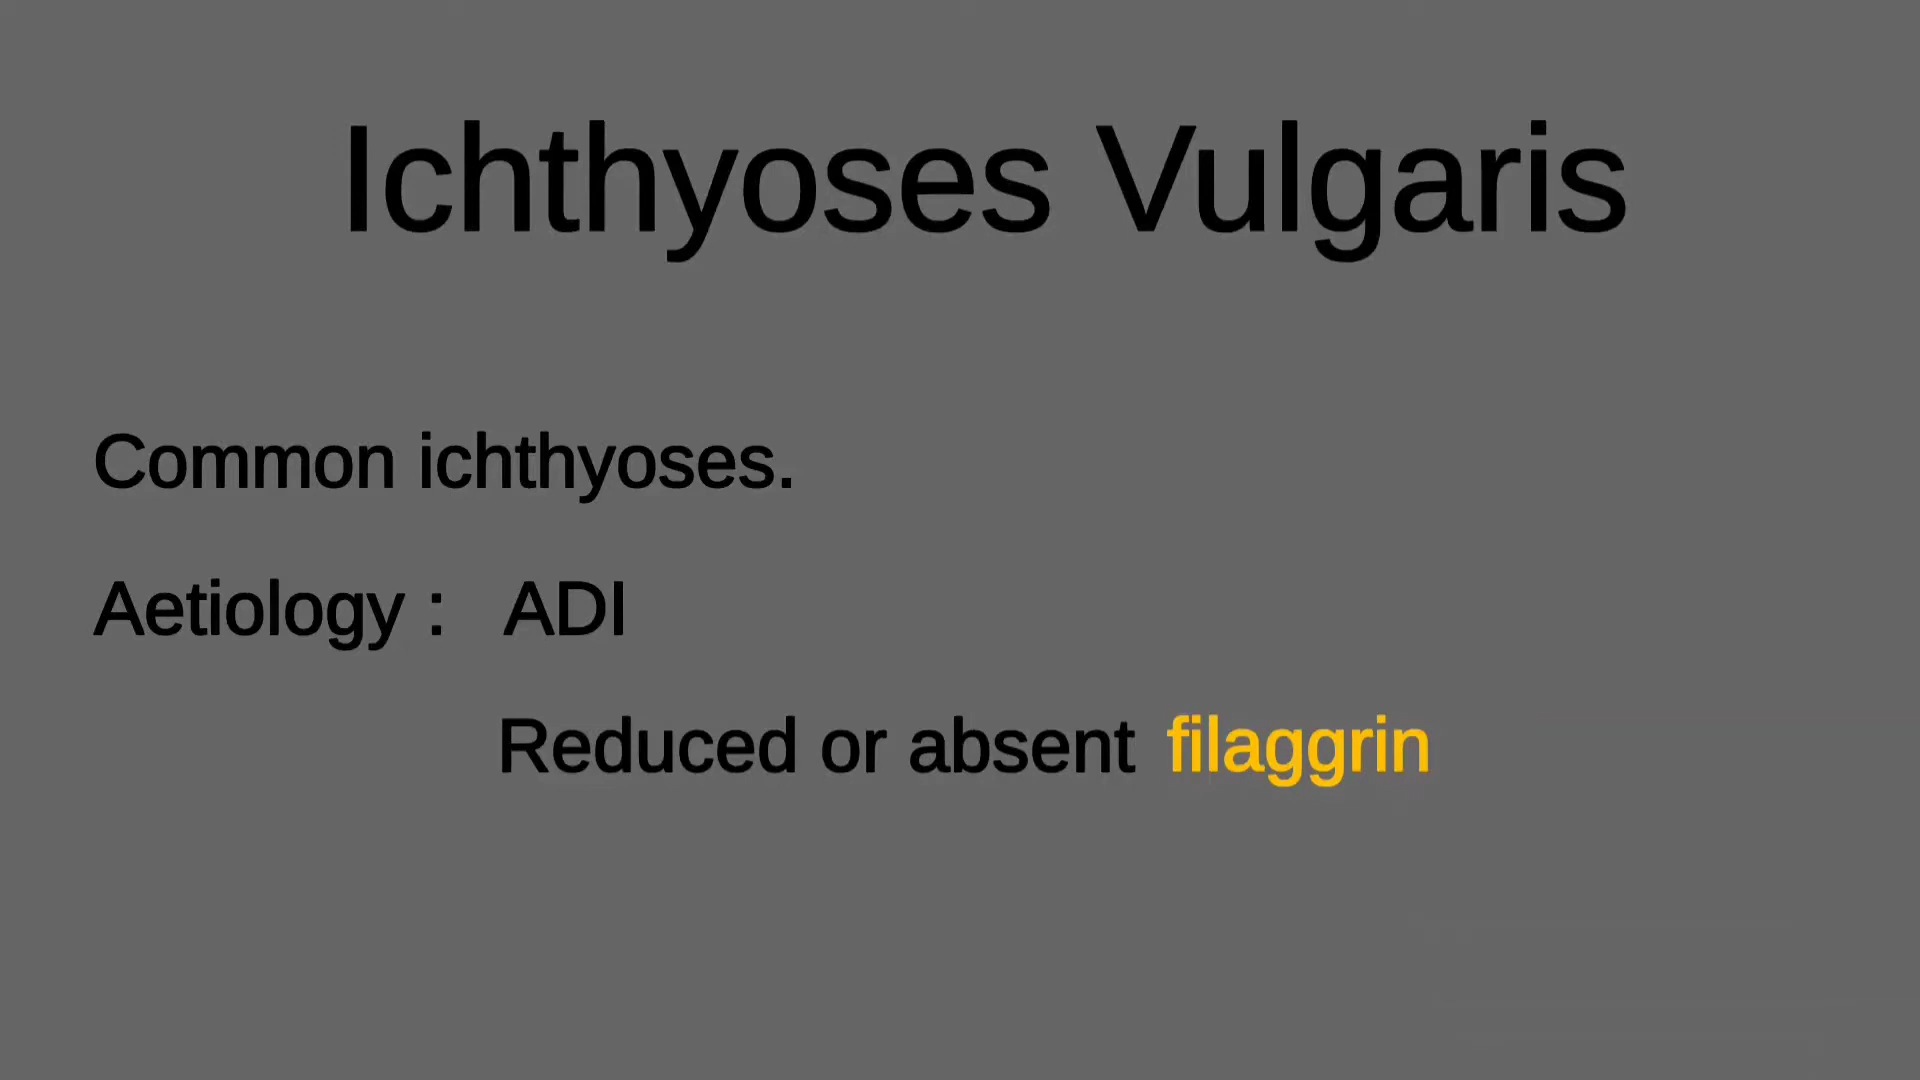 Ichthyoses Vulgaris
Common ichthyoses.
Aetiology : ADI
Reduced or absent filaggrin